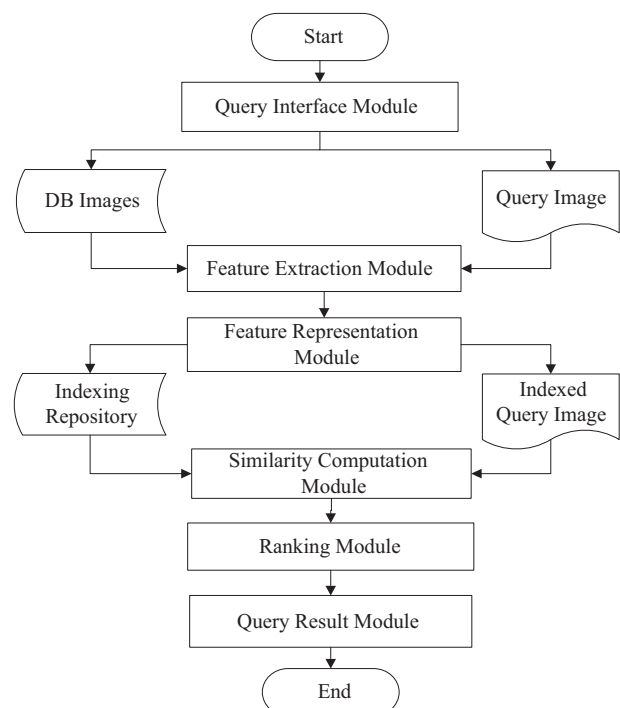 Start
Query Interface Module
DB Images
Query Image
Feature Extraction Module
Feature Representation
Module
Indexing
Repository
Indexed
Query Image
Similarity Computation
Module
Ranking Module
Query Result Module
End